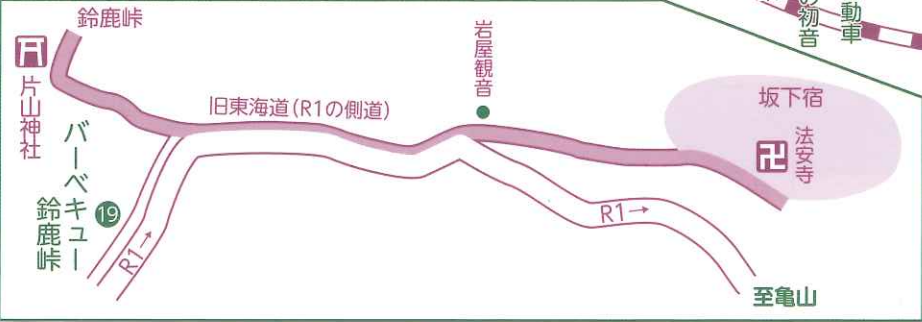 鈴鹿峠
片山神社
バーベキュー
鈴鹿峠
19
R1→
旧東海道(R1の側道)
岩屋観音
の初音
動車
坂下宿
卍
法安寺
R1→
至亀山